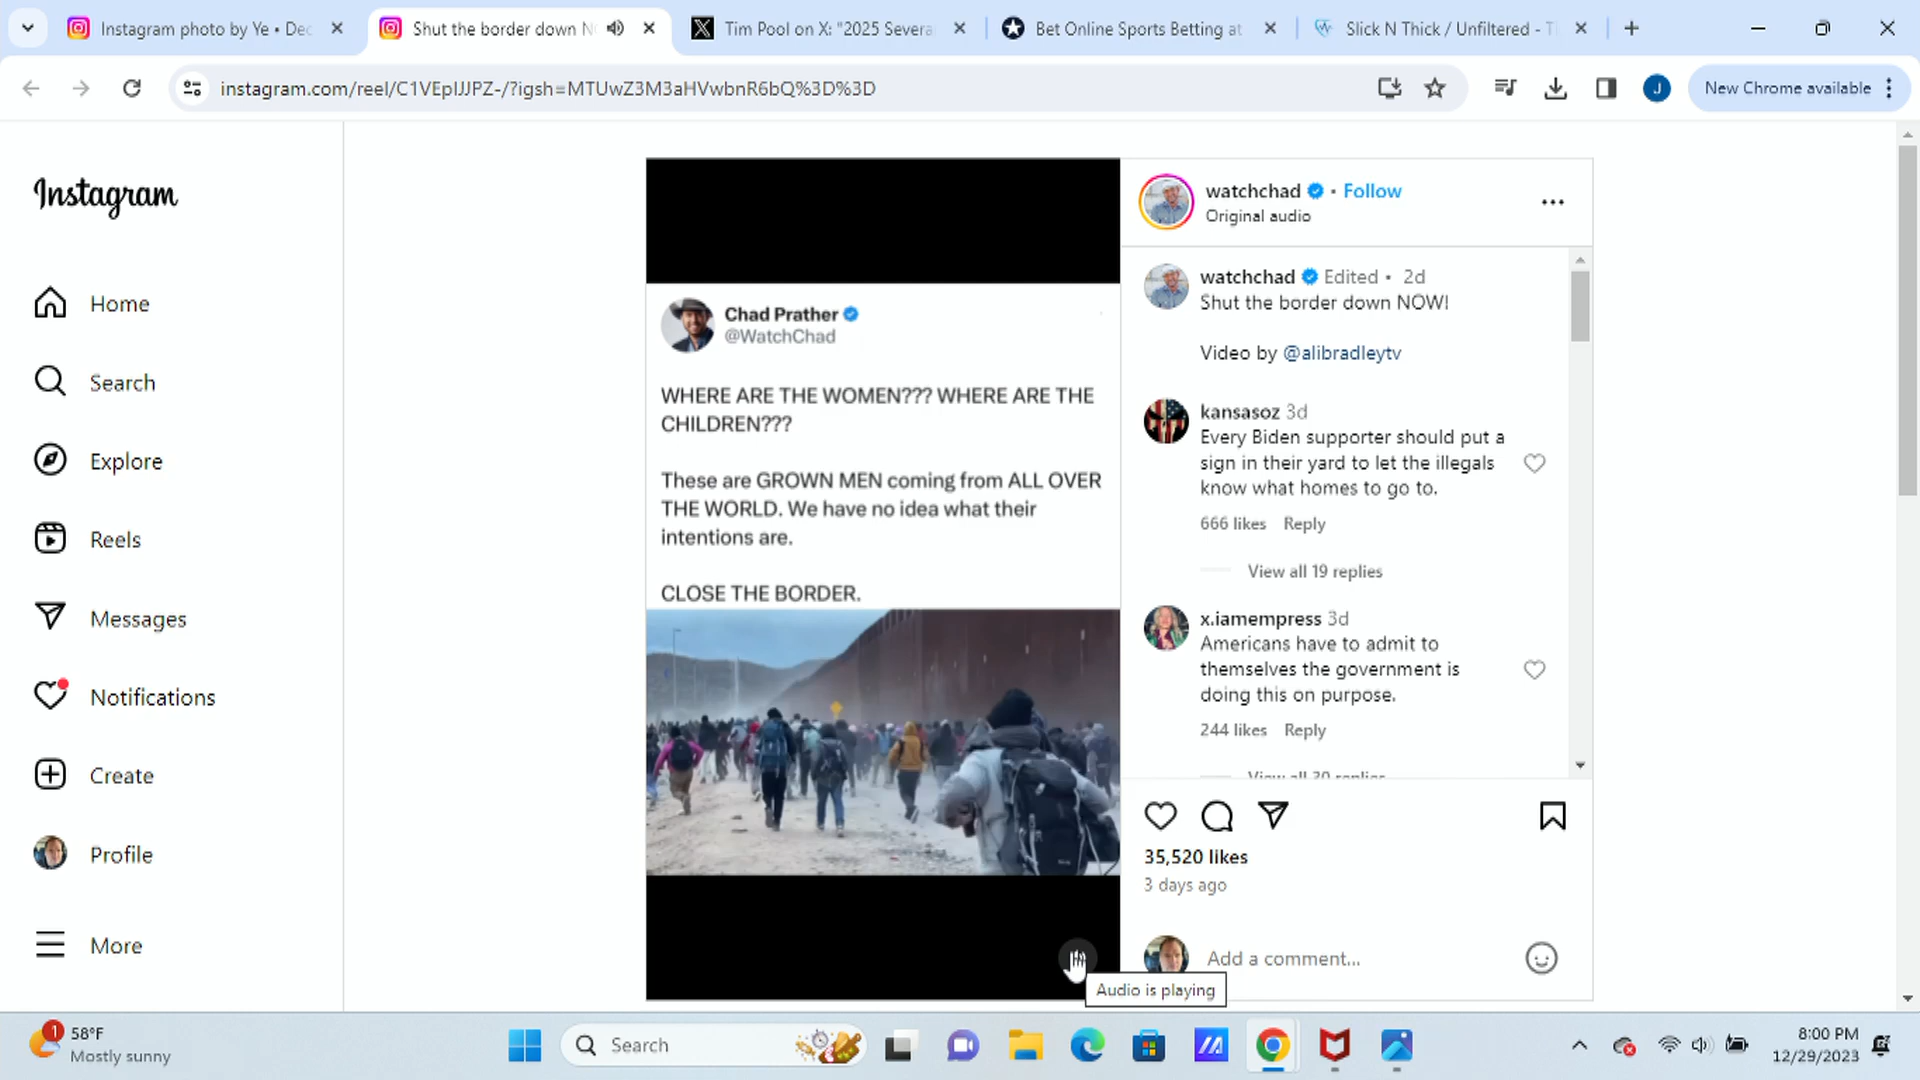 Instagram photo by Ye • Dec
Shut the border down N
Tim Pool on X: "2025 Severa
Bet Online Sports Betting at
Slick N Thick / Unfiltered - T
instagram.com/reel/C1VEpIJJPZ-/?igsh=MTUwZ3M3aHVwbnR6bQ%3D%3D
J
New Chrome available
Instagram
Home
Search
Explore
Reels
Messages
Notifications
Create
Profile
More
Chad Prather
@WatchChad
WHERE ARE THE WOMEN??? WHERE ARE THE
CHILDREN???
These are GROWN MEN coming from ALL OVER
THE WORLD. We have no idea what their
intentions are.
CLOSE THE BORDER.
Audio is playing
watchchad • Follow
Original audio
watchchad Edited • 2d
Shut the border down NOW!
Video by @alibradleytv
kansasoz 3d
Every Biden supporter should put a
sign in their yard to let the illegals
know what homes to go to.
666 likes Reply
View all 19 replies
x.iamempress 3d
Americans have to admit to
themselves the government is
doing this on purpose.
244 likes Reply
View all 20 replies
35,520 likes
3 days ago
Add a comment...
1
58°F
Mostly sunny
Search
8:00 PM
12/29/2023